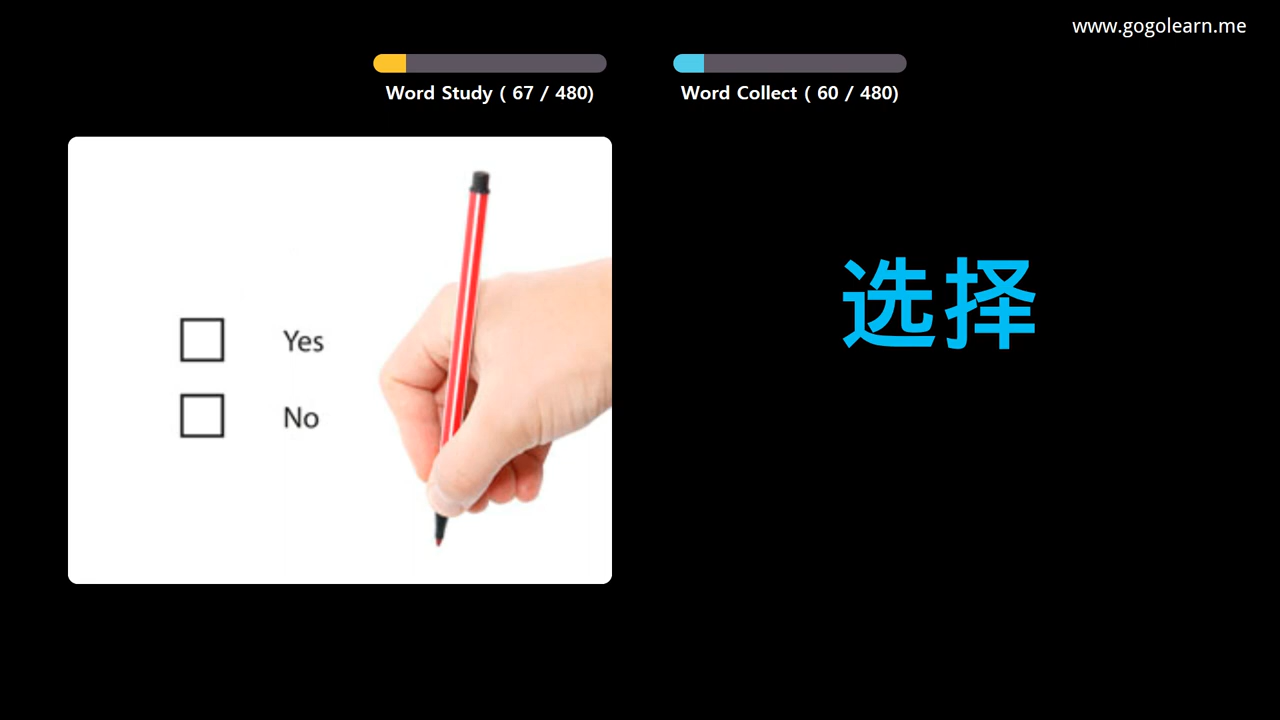 www.gogolearn.me
Word Study ( 67 / 480)
Word Collect ( 60 / 480)
选择
Yes
No